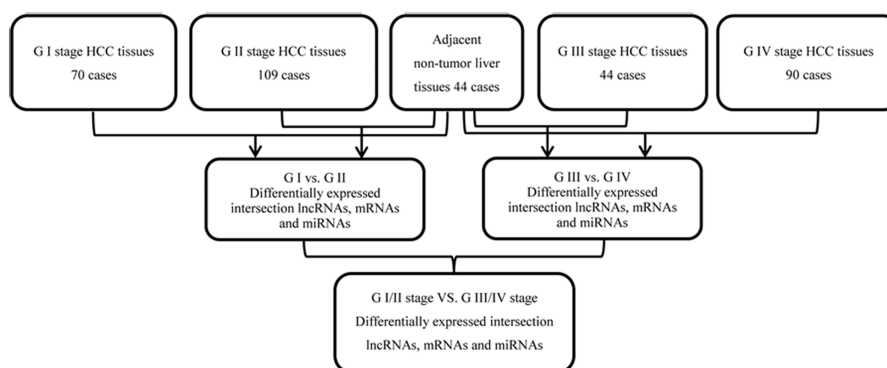 G I stage HCC tissues
70 cases
G II stage HCC tissues
109 cases
Adjacent
non-tumor liver
tissues 44 cases
G III stage HCC tissues
44 cases
G IV stage HCC tissues
90 cases
G I vs. G II
Differentially expressed
intersection lncRNAs, mRNAs
and miRNAs
G III vs. G IV
Differentially expressed
intersection lncRNAs, mRNAs
and miRNAs
G I/II stage VS. G III/IV stage
Differentially expressed intersection
lncRNAs, mRNAs and miRNAs